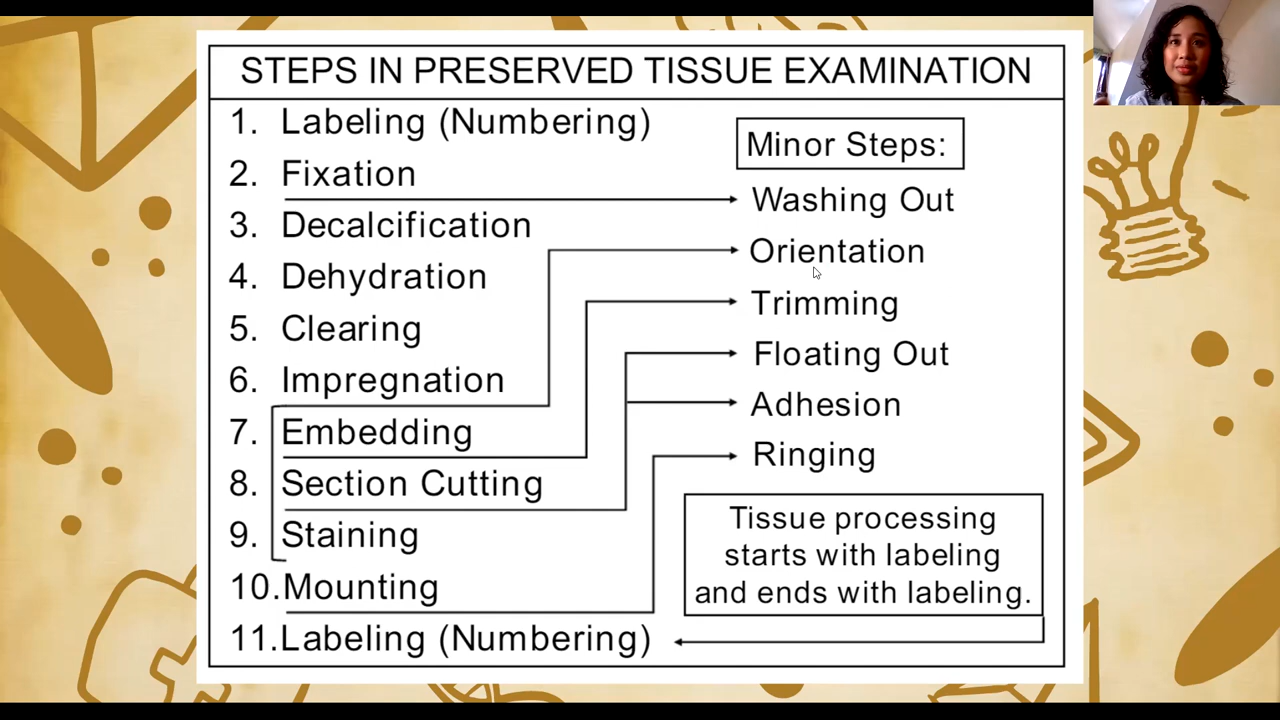 STEPS IN PRESERVED TISSUE EXAMINATION
1. Labeling (Numbering)
2. Fixation
3. Decalcification
4. Dehydration
5. Clearing
6. Impregnation
7. Embedding
8. Section Cutting
9. Staining
10. Mounting
11. Labeling (Numbering)
Minor Steps:
Washing Out
Orientation
Trimming
Floating Out
Adhesion
Ringing
Tissue processing
starts with labeling
and ends with labeling.